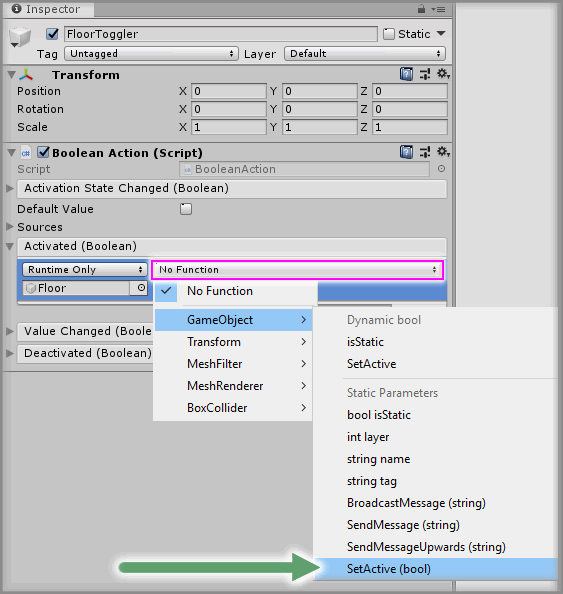 Inspector
FloorToggler Static
Tag Untagged Layer Default
Transform
Position X 0 Y 0 Z 0
Rotation X 0 Y 0 Z 0
Scale X 1 Y 1 Z 1
Boolean Action (Script)
Script BooleanAction
Activation State Changed (Boolean)
Default Value
Sources
Activated (Boolean)
Runtime Only No Function
Floor
No Function
GameObject
Transform
MeshFilter
MeshRenderer
BoxCollider
Value Changed (Boole
Deactivated (Boolean)
Dynamic bool
isStatic
SetActive
Static Parameters
bool isStatic
int layer
string name
string tag
BroadcastMessage (string)
SendMessage (string)
SendMessageUpwards (string)
SetActive (bool)